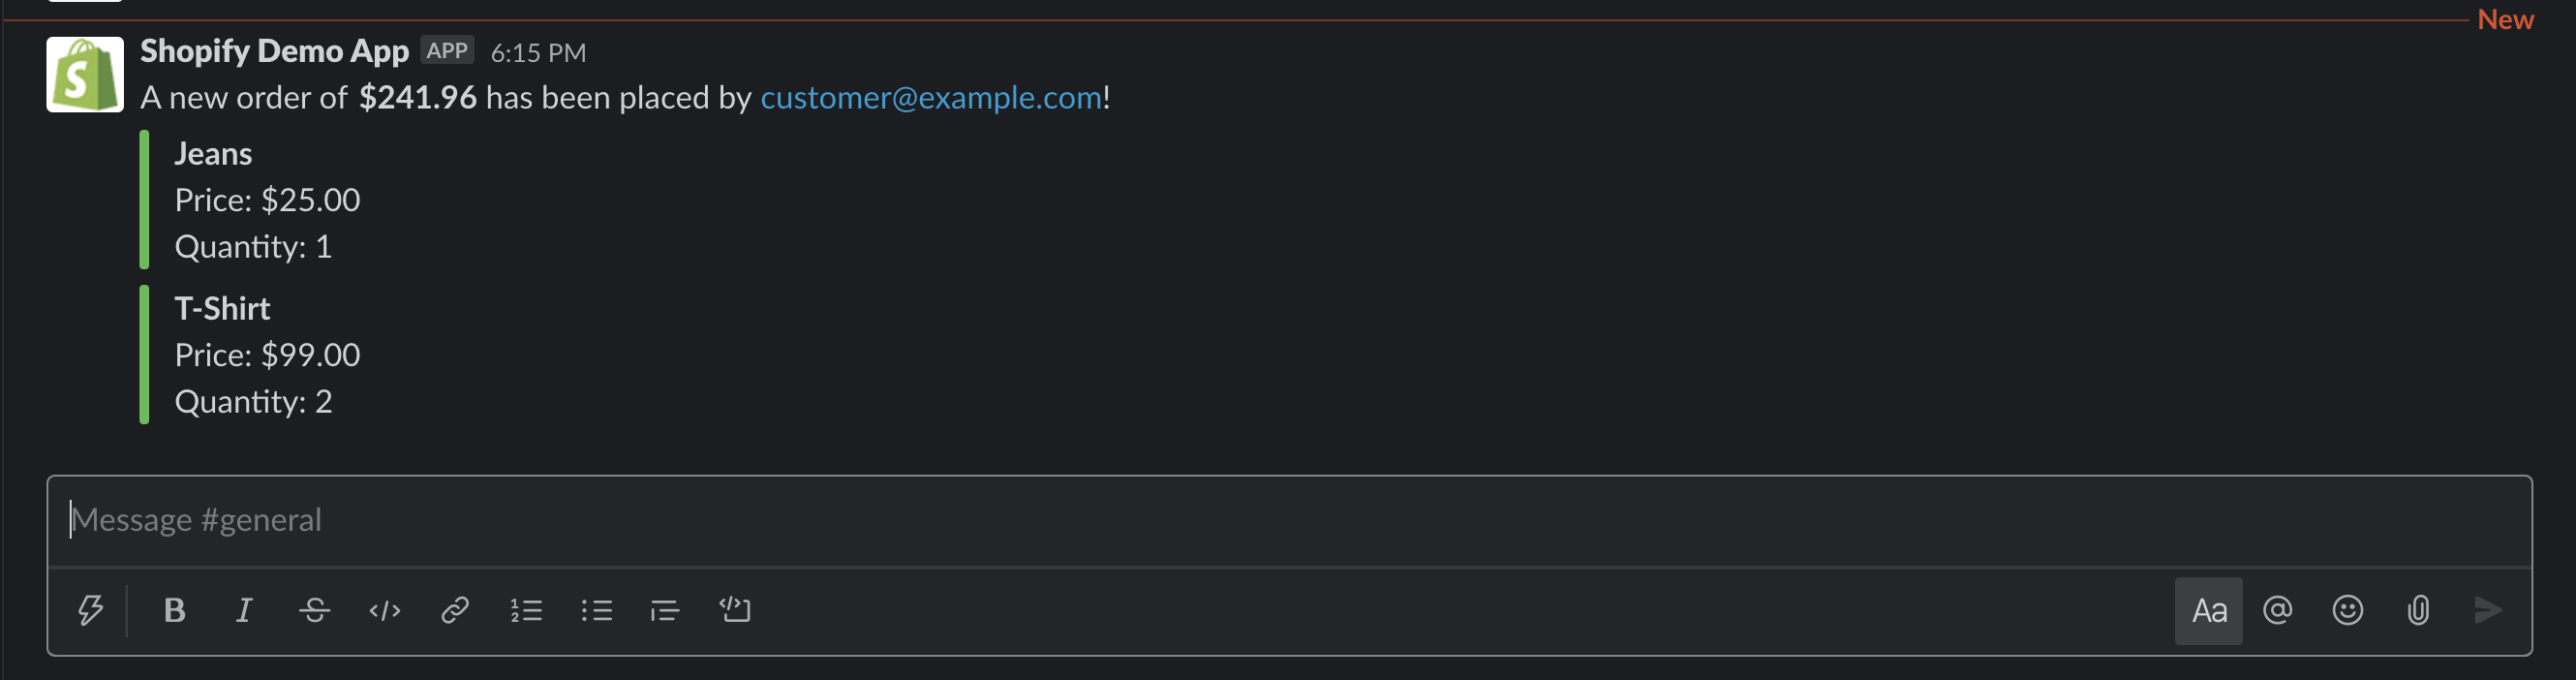 New
Shopify Demo App APP 6:15 PM
A new order of $241.96 has been placed by customer@example.com!
Jeans
Price: $25.00
Quantity: 1
T-Shirt
Price: $99.00
Quantity: 2
Message #general
B I S </> Aa @